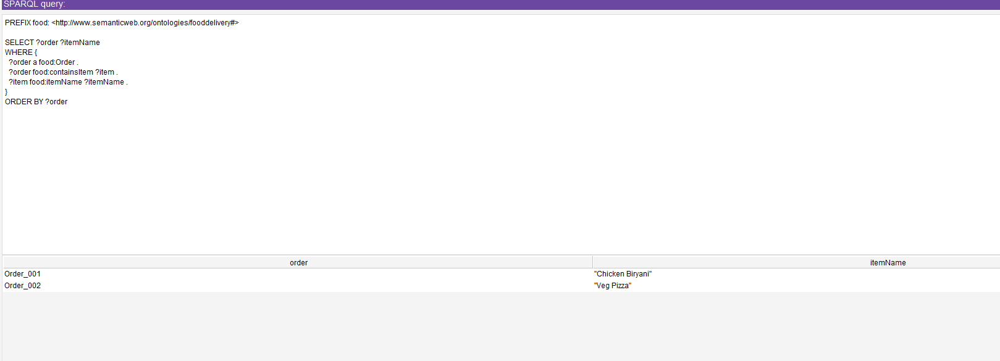 SPARQL query:
PREFIX food: <http://www.semanticweb.org/ontologies/fooddelivery#>
SELECT ?order ?itemName
WHERE {
?order a food:Order .
?order food:containsItem ?item .
?item food:itemName ?itemName .
}
ORDER BY ?order
order itemName
Order_001 "Chicken Biryani"
Order_002 "Veg Pizza"